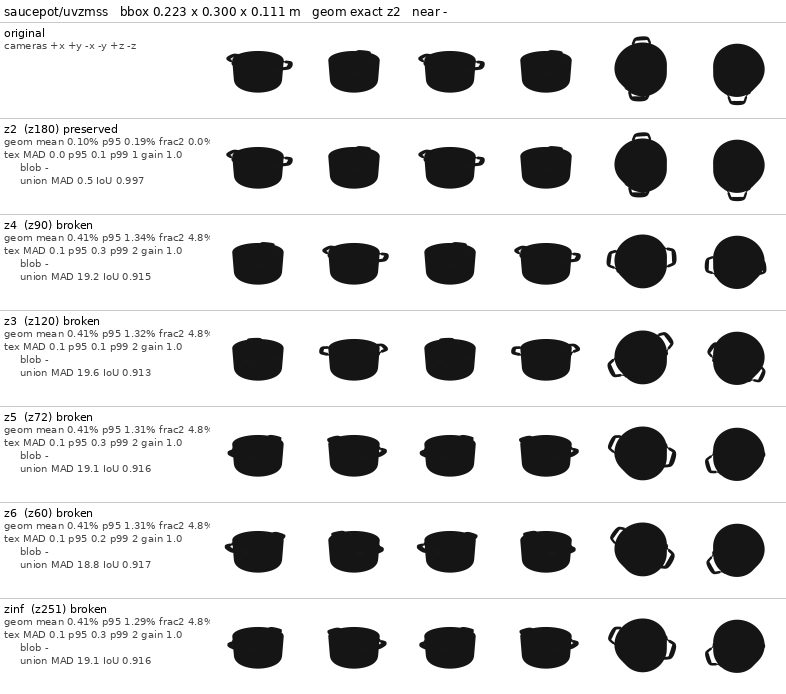 saucepot/uvzmss   bbox 0.223 x 0.300 x 0.111 m   geom exact z2   near -
original
cameras +x +y -x -y +z -z
z2  (z180) preserved
geom mean 0.10% p95 0.19% frac2 0.0%
tex MAD 0.0 p95 0.1 p99 1 gain 1.0
blob -
union MAD 0.5 IoU 0.997
z4  (z90) broken
geom mean 0.41% p95 1.34% frac2 4.8%
tex MAD 0.1 p95 0.3 p99 2 gain 1.0
blob -
union MAD 19.2 IoU 0.915
z3  (z120) broken
geom mean 0.41% p95 1.32% frac2 4.8%
tex MAD 0.1 p95 0.1 p99 2 gain 1.0
blob -
union MAD 19.6 IoU 0.913
z5  (z72) broken
geom mean 0.41% p95 1.31% frac2 4.8%
tex MAD 0.1 p95 0.3 p99 2 gain 1.0
blob -
union MAD 19.1 IoU 0.916
z6  (z60) broken
geom mean 0.41% p95 1.31% frac2 4.8%
tex MAD 0.1 p95 0.2 p99 2 gain 1.0
blob -
union MAD 18.8 IoU 0.917
zinf  (z251) broken
geom mean 0.41% p95 1.29% frac2 4.8%
tex MAD 0.1 p95 0.3 p99 2 gain 1.0
blob -
union MAD 19.1 IoU 0.916